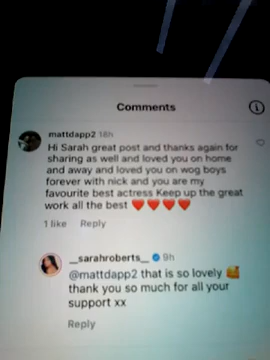 Comments
mattdapp2 18h
Hi Sarah great post and thanks again for
sharing as well and loved you on home
and away and loved you on wog boys
forever with nick and you are my
favourite best actress Keep up the great
work all the best ❤️❤️❤️❤️
1 like Reply
__sarahroberts__ 9h
@mattdapp2 that is so lovely 🥰
thank you so much for all your
support xx
Reply